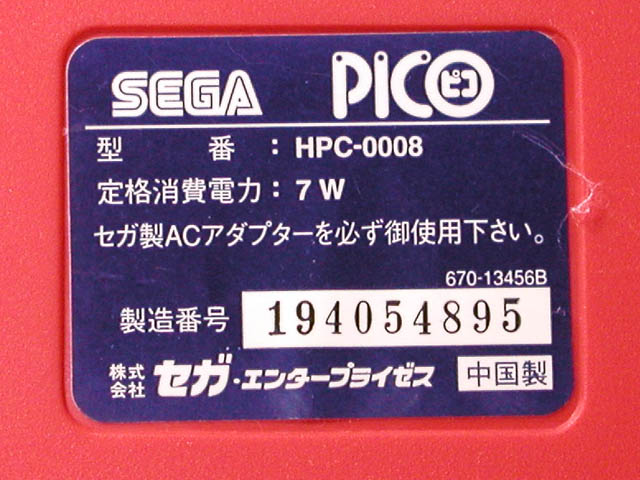 SEGA PICO ピコ
型 番 : HPC-0008
定格消費電力 : 7 W
セガ製ACアダプターを必ず御使用下さい。
670-13456B
製造番号 194054895
株式会社 セガ・エンタープライゼス 中国製